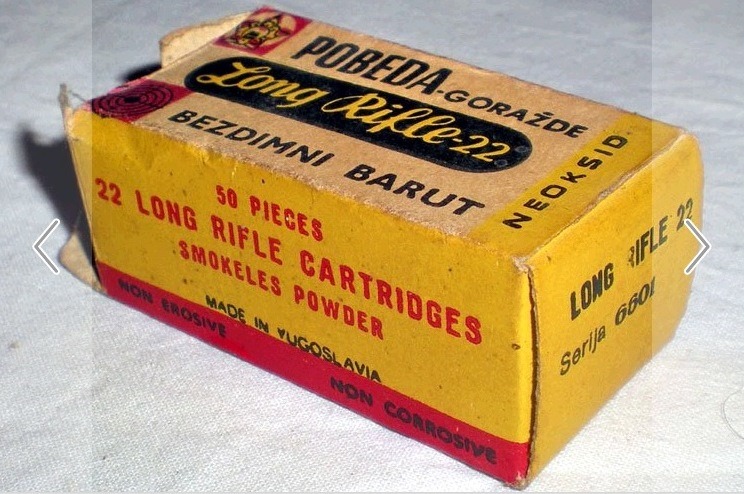 POBEDA-GORAŽDE
Long Rifle-22
BEZDIMNI BARUT
NEOKSID
50 PIECES
22 LONG RIFLE CARTRIDGES
SMOKELES POWDER
MADE IN YUGOSLAVIA
NON EROSIVE
NON CORROSIVE
LONG RIFLE 22
Serija 6601